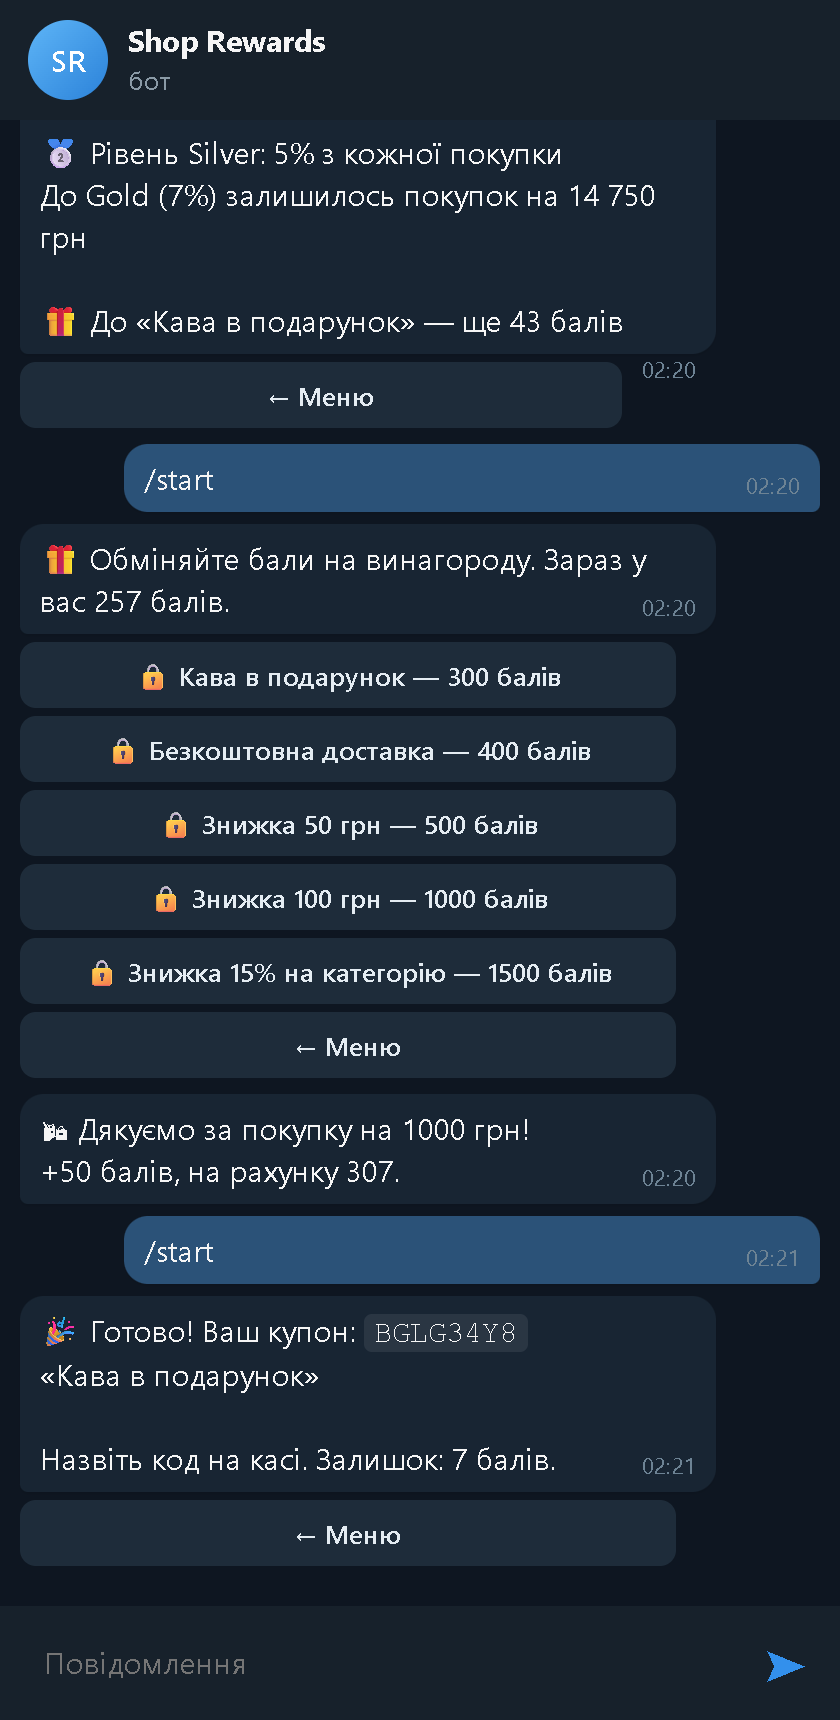 SR
Shop Rewards
бот
🥈 Рівень Silver: 5% з кожної покупки
До Gold (7%) залишилось покупок на 14 750
грн
🎁 До «Кава в подарунок» — ще 43 балів
02:20
← Меню
/start
02:20
🎁 Обміняйте бали на винагороду. Зараз у
вас 257 балів.
02:20
🔒 Кава в подарунок — 300 балів
🔒 Безкоштовна доставка — 400 балів
🔒 Знижка 50 грн — 500 балів
🔒 Знижка 100 грн — 1000 балів
🔒 Знижка 15% на категорію — 1500 балів
← Меню
🛍 Дякуємо за покупку на 1000 грн!
+50 балів, на рахунку 307.
02:20
/start
02:21
🎉 Готово! Ваш купон: BGLG34Y8
«Кава в подарунок»
Назвіть код на касі. Залишок: 7 балів.
02:21
← Меню
Повідомлення